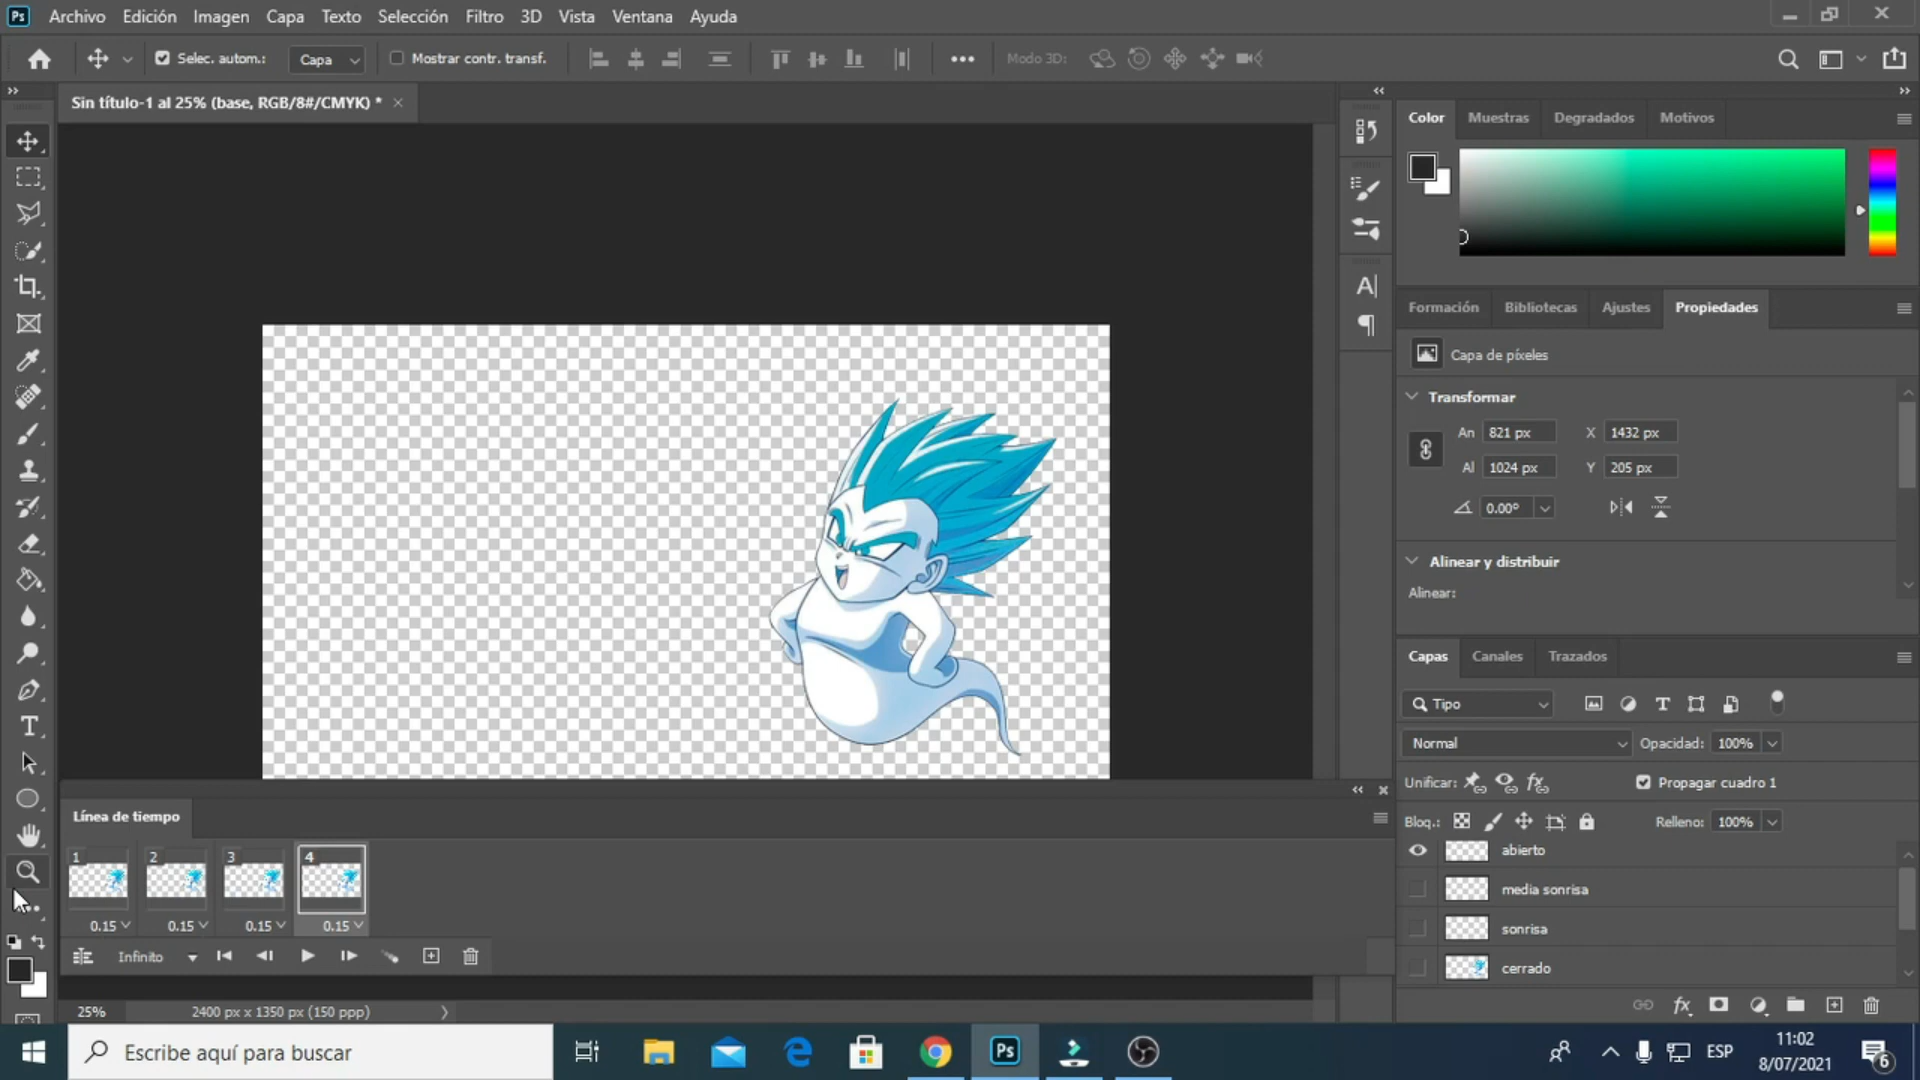 Ps Archivo Edición Imagen Capa Texto Selección Filtro 3D Vista Ventana Ayuda
Selec. autom.: Capa Mostrar contr. transf. Modo 3D:
Sin título-1 al 25% (base, RGB/8#/CMYK) *
Color Muestras Degradados Motivos
Formación Bibliotecas Ajustes Propiedades
Capa de píxeles
Transformar
An 821 px X 1432 px
Al 1024 px Y 205 px
0.00°
Alinear y distribuir
Alinear:
Capas Canales Trazados
Tipo
Normal Opacidad: 100%
Unificar: Propagar cuadro 1
Bloq.: Relleno: 100%
abierto
media sonrisa
sonrisa
cerrado
Línea de tiempo
1 2 3 4
0.15 0.15 0.15 0.15
Infinito
25% 2400 px x 1350 px (150 ppp)
Escribe aquí para buscar
Ps
ESP
11:02
8/07/2021
6